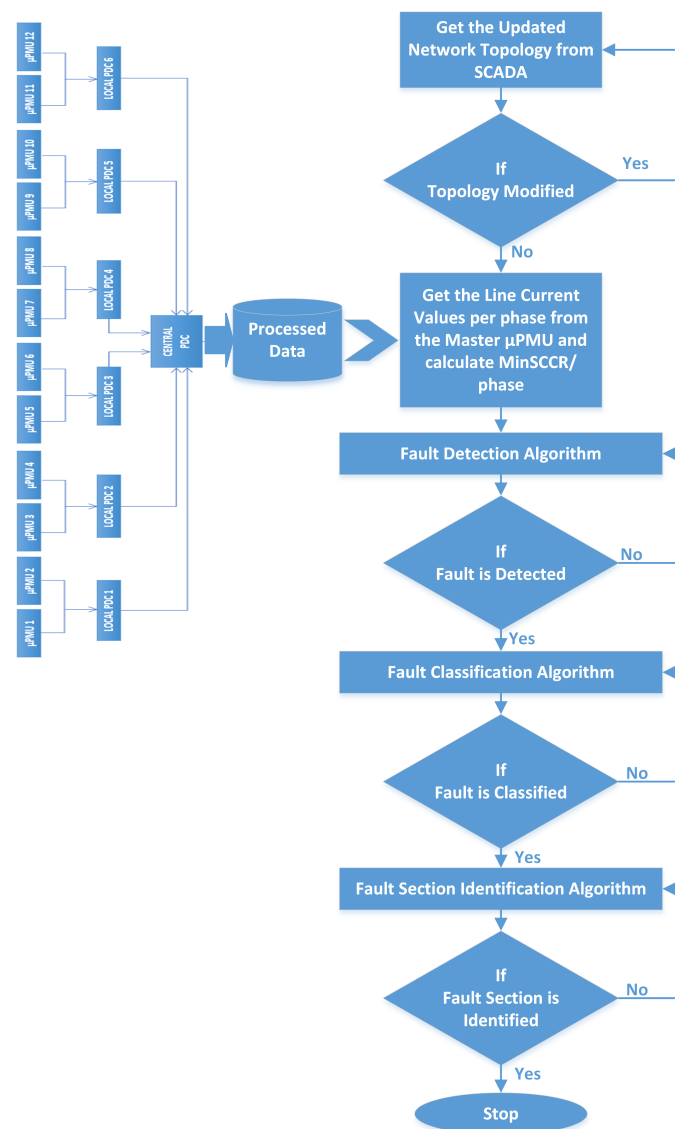 µPMU 12
µPMU 11
µPMU 10
µPMU 9
µPMU 8
µPMU 7
µPMU 6
µPMU 5
µPMU 4
µPMU 3
µPMU 2
µPMU 1
LOCAL PDC 6
LOCAL PDC 5
LOCAL PDC 4
LOCAL PDC 3
LOCAL PDC 2
LOCAL PDC 1
CENTRAL
PDC
Processed
Data
Get the Updated
Network Topology from
SCADA
If
Topology Modified
Yes
No
Get the Line Current
Values per phase from
the Master µPMU and
calculate MinSCCR/
phase
Fault Detection Algorithm
If
Fault is Detected
No
Yes
Fault Classification Algorithm
If
Fault is Classified
No
Yes
Fault Section Identification Algorithm
If
Fault Section is
Identified
No
Yes
Stop